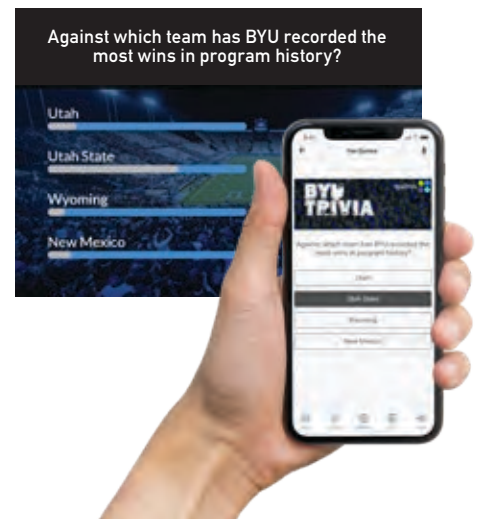 Against which team has BYU recorded the
most wins in program history?
Utah
Utah State
Wyoming
New Mexico
BYU
TRIVIA
Against which team has BYU recorded the
most wins in program history?
Utah
Utah State
Wyoming
New Mexico